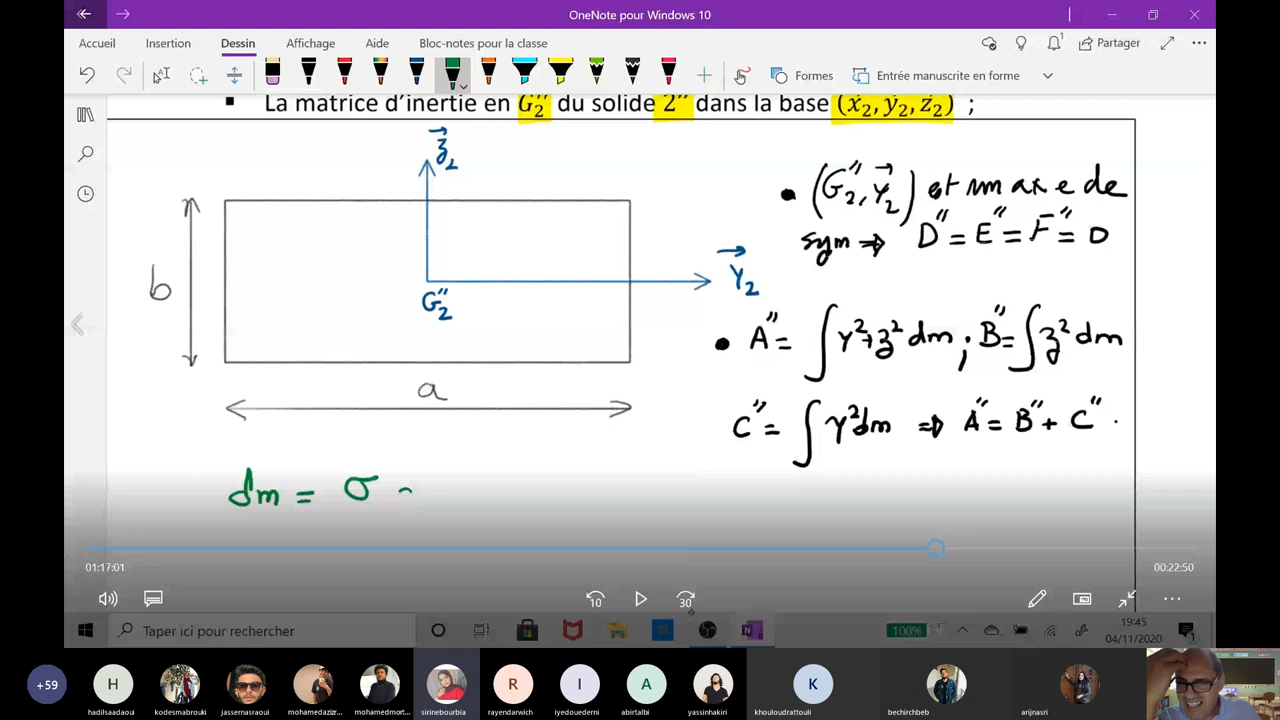 OneNote pour Windows 10
Accueil Insertion Dessin Affichage Aide Bloc-notes pour la classe Partager
Formes Entrée manuscrite en forme
▪ La matrice d'inertie en G₂'' du solide 2'' dans la base (x₂, y₂, z₂) ;
z₂
b
G₂''
Y₂
a
• (G₂'', Y₂) est un axe de
sym ⇒ D'' = E'' = F'' = 0
• A'' = ∫ y² + z² dm ; B'' = ∫ z² dm
C'' = ∫ y² dm ⇒ A'' = B'' + C''.
dm = σ
01:17:01
00:22:50
10
30
Taper ici pour rechercher
100%
19:45
04/11/2020
1
+59 H R I A K
hadilsaadaoui kodesmabrouki jassernasraoui mohamedaziz... mohamedmort... sirinebourbia rayendarwich iyedouederni abirtalbi yassinhakiri khouloudrattouli bechirchbeb arijnasri